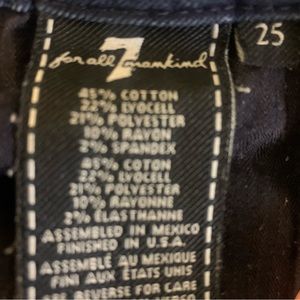 for all 7 mankind
25
45% COTTON
22% LYOCELL
21% POLYESTER
10% RAYON
2% SPANDEX
45% COTON
22% LYOCELL
21% POLYESTER
10% RAYONNE
2% ÉLASTHANNE
ASSEMBLED IN MEXICO
FINISHED IN U.S.A.
ASSEMBLÉ AU MEXIQUE
FINI AUX ÉTATS UNIS
SEE REVERSE FOR CARE